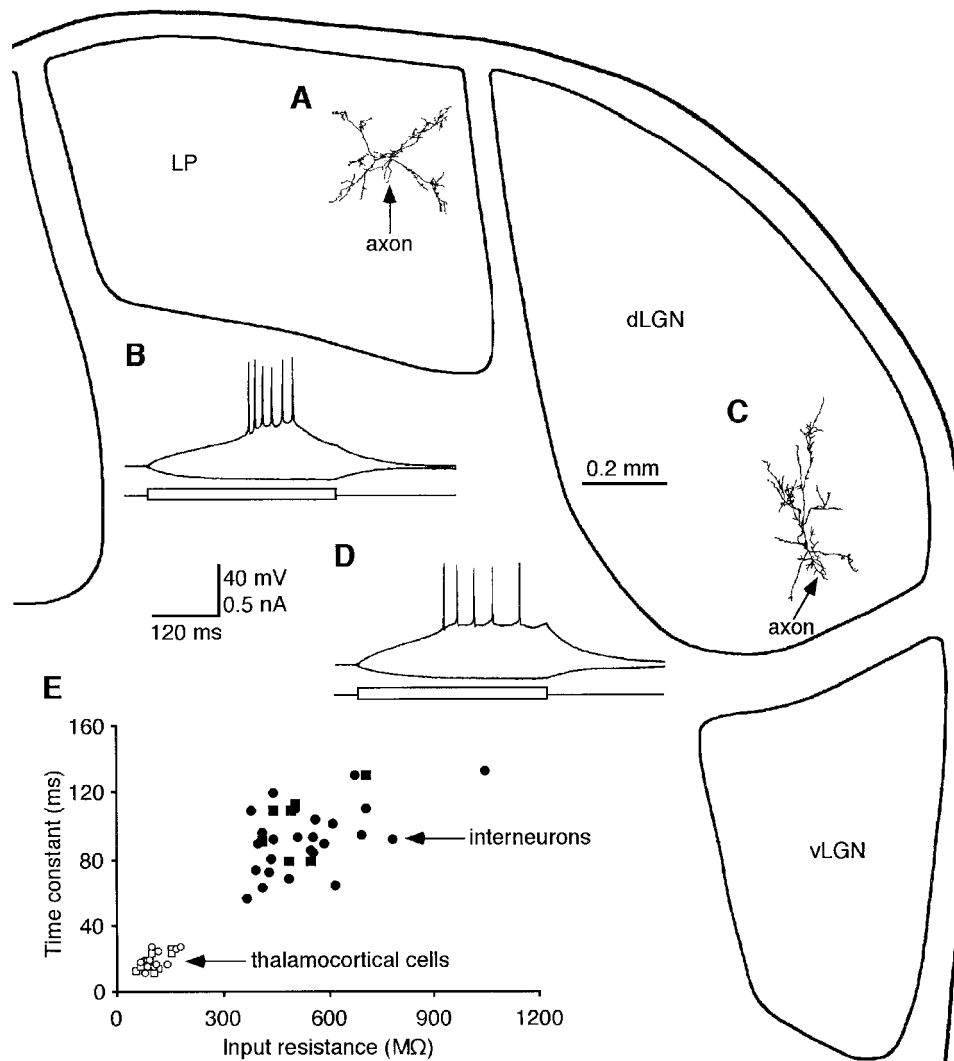 A
LP
axon
dLGN
B
C
0.2 mm
D
40 mV
0.5 nA
120 ms
axon
E
160
120
80
40
0
Time constant (ms)
interneurons
thalamocortical cells
0
300
600
900
1200
Input resistance (MΩ)
vLGN